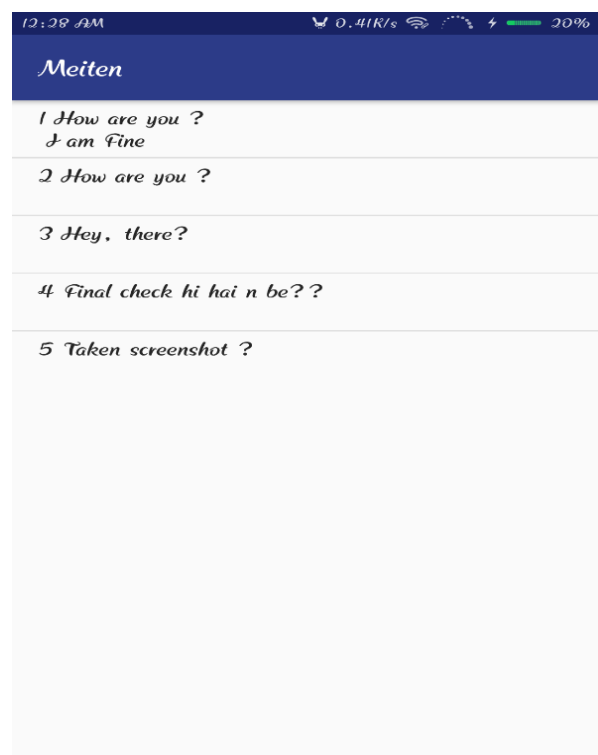 12:28 AM 0.41K/s 20%
Meiten
1 How are you ?
I am Fine
2 How are you ?
3 Hey, there?
4 Final check hi hai n be??
5 Taken screenshot ?